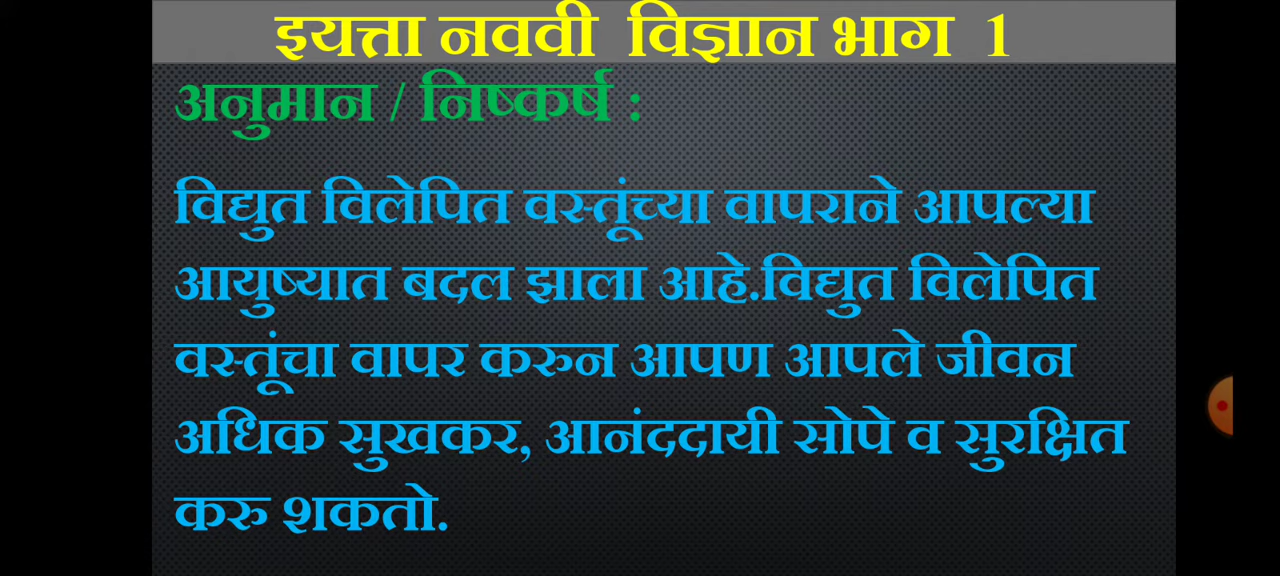 इयत्ता नववी विज्ञान भाग 1
अनुमान / निष्कर्ष :
विद्युत विलेपित वस्तूंच्या वापराने आपल्या
आयुष्यात बदल झाला आहे.विद्युत विलेपित
वस्तूंचा वापर करुन आपण आपले जीवन
अधिक सुखकर, आनंददायी सोपे व सुरक्षित
करु शकतो.